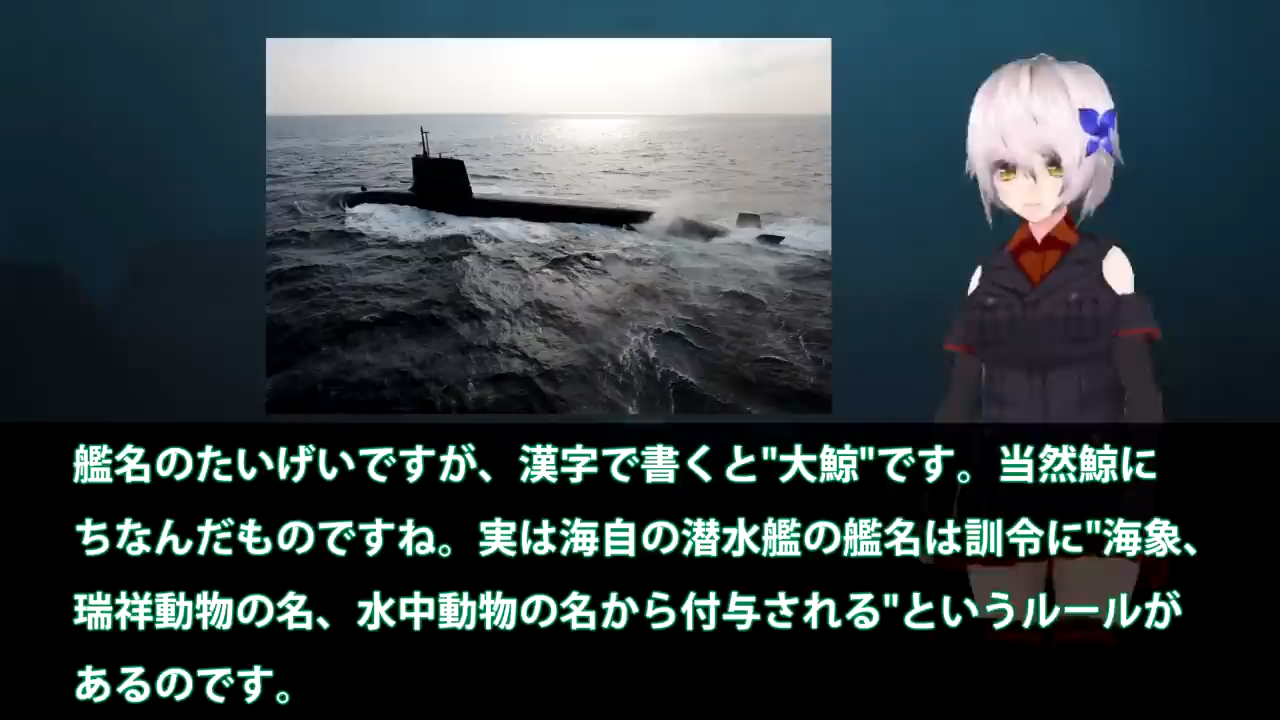 艦名のたいげいですが、漢字で書くと"大鯨"です。当然鯨に
ちなんだものですね。実は海自の潜水艦の艦名は訓令に"海象、
瑞祥動物の名、水中動物の名から付与される"というルールが
あるのです。